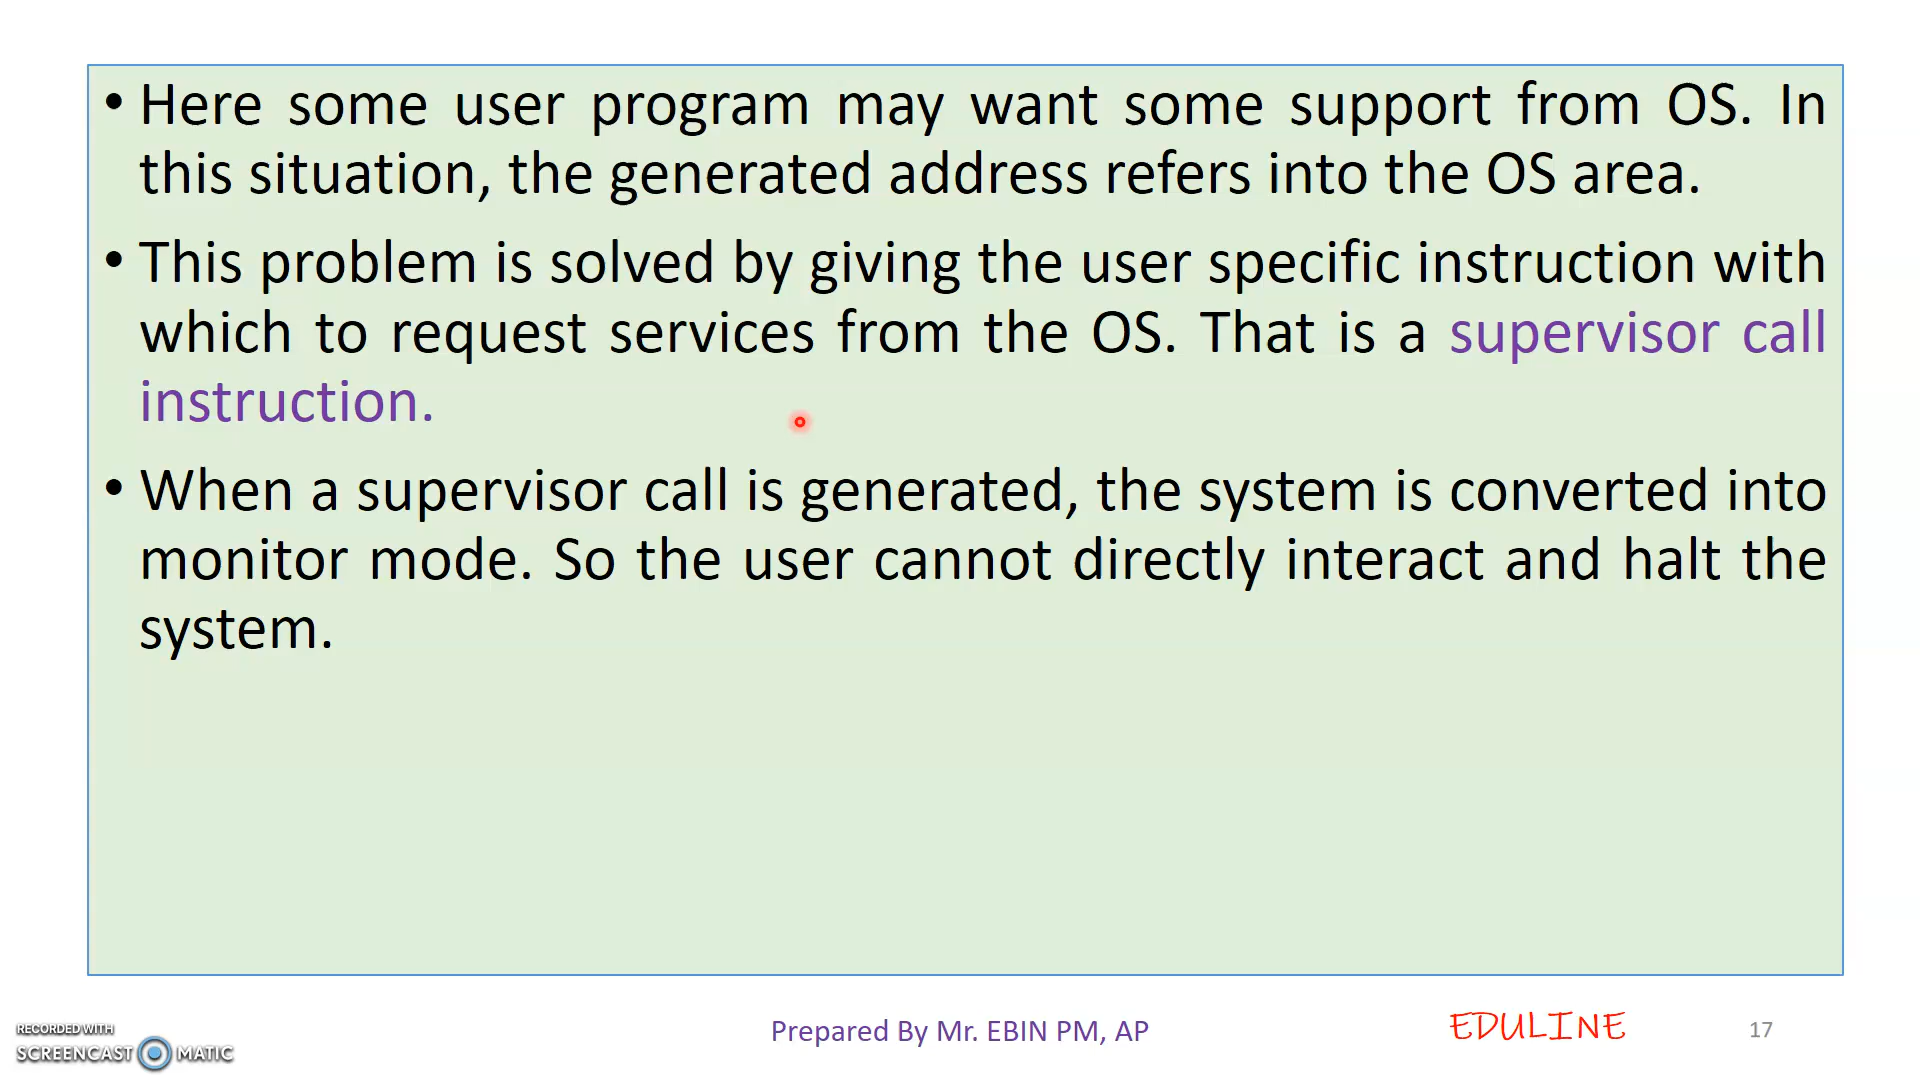 • Here some user program may want some support from OS. In
this situation, the generated address refers into the OS area.
• This problem is solved by giving the user specific instruction with
which to request services from the OS. That is a supervisor call
instruction.
• When a supervisor call is generated, the system is converted into
monitor mode. So the user cannot directly interact and halt the
system.
RECORDED WITH
SCREENCAST MATIC
Prepared By Mr. EBIN PM, AP
EDULINE
17